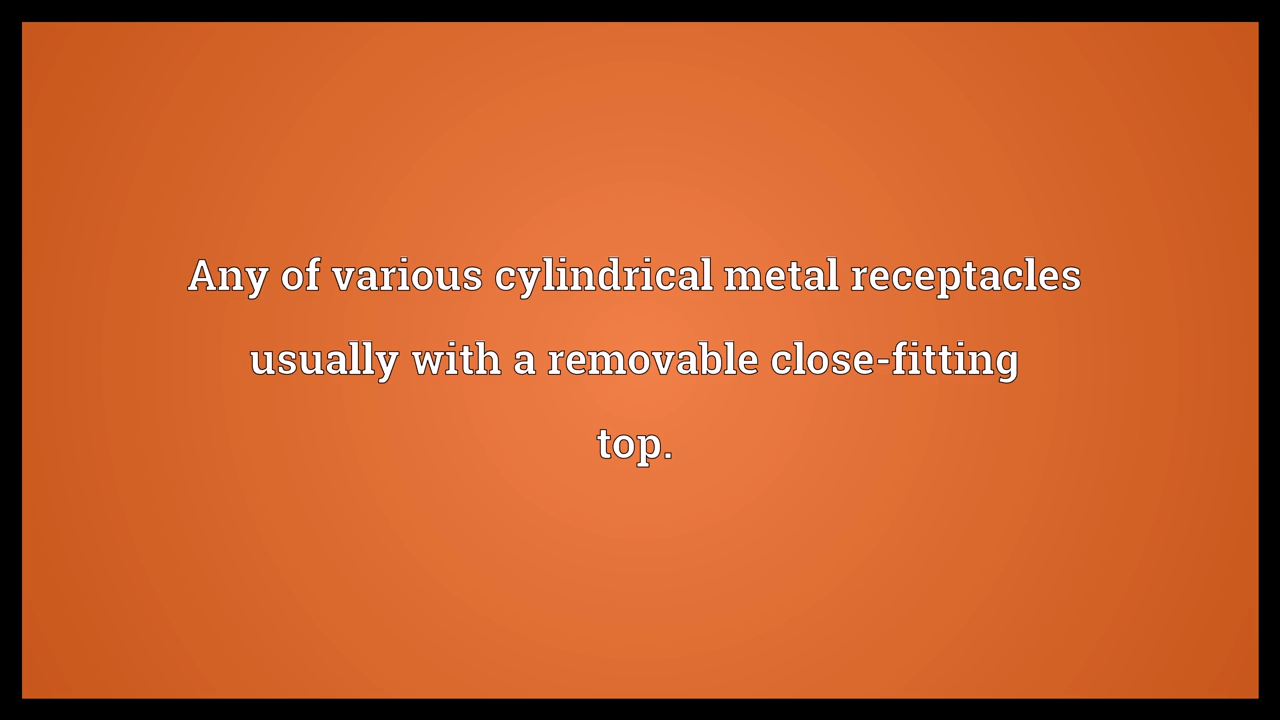 Any of various cylindrical metal receptacles
usually with a removable close-fitting
top.